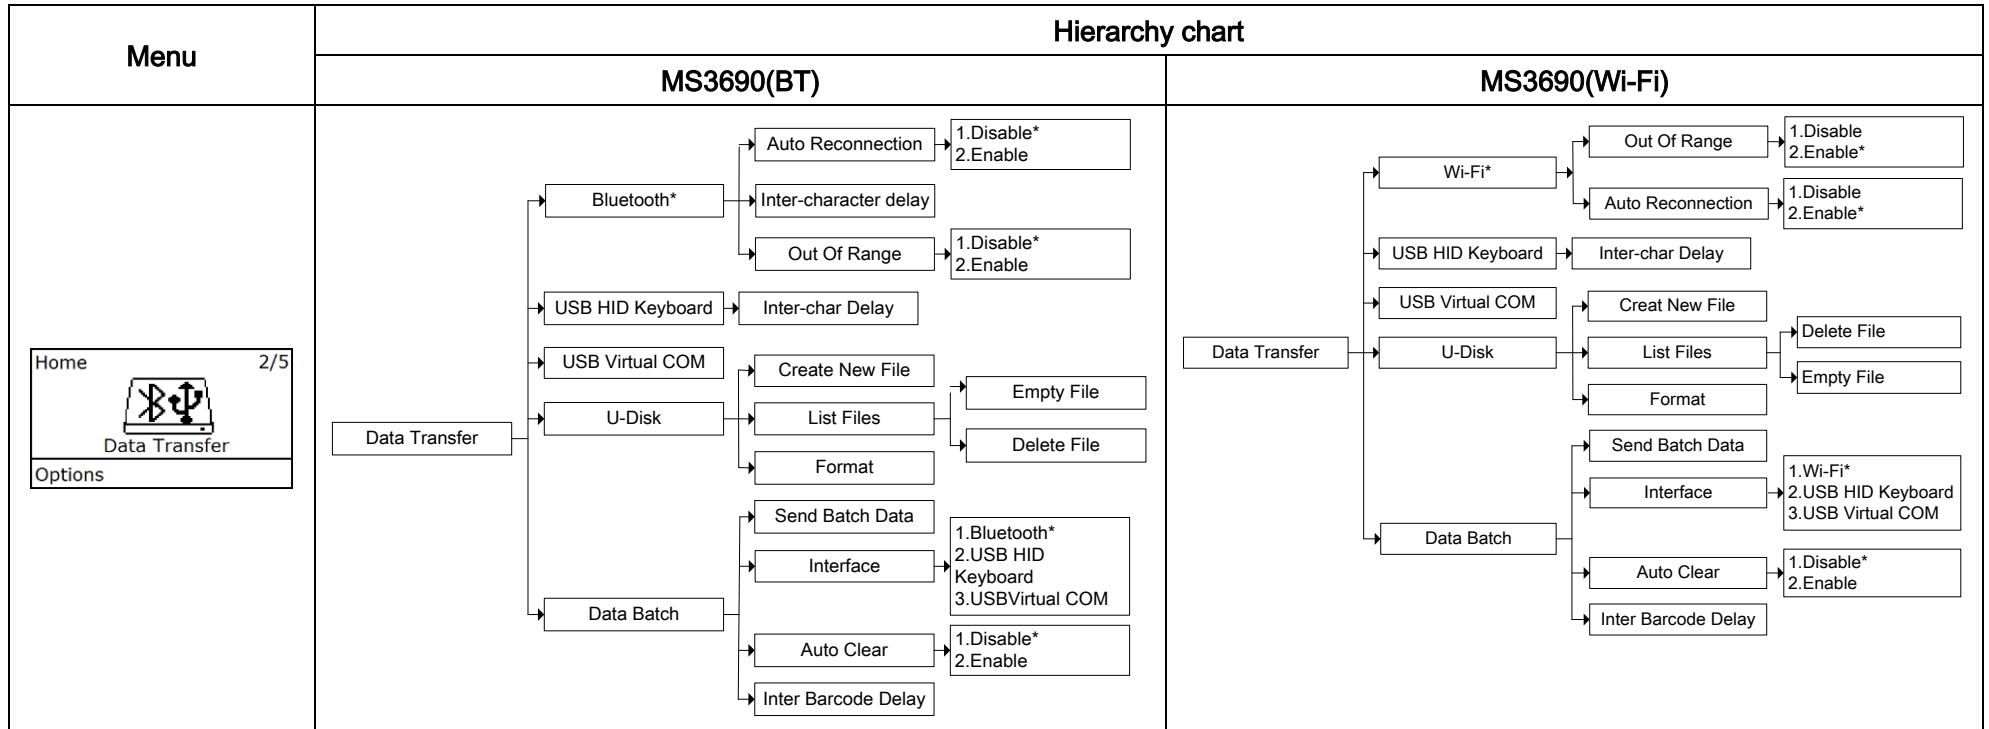 Menu
Hierarchy chart
MS3690(BT)
MS3690(Wi-Fi)
Home 2/5
Data Transfer
Options
Data Transfer
Bluetooth*
Auto Reconnection
1.Disable*
2.Enable
Inter-character delay
Out Of Range
1.Disable*
2.Enable
USB HID Keyboard
Inter-char Delay
USB Virtual COM
U-Disk
Create New File
List Files
Empty File
Delete File
Format
Data Batch
Send Batch Data
Interface
1.Bluetooth*
2.USB HID
Keyboard
3.USBVirtual COM
Auto Clear
1.Disable*
2.Enable
Inter Barcode Delay
Data Transfer
Wi-Fi*
Out Of Range
1.Disable
2.Enable*
Auto Reconnection
1.Disable
2.Enable*
USB HID Keyboard
Inter-char Delay
USB Virtual COM
U-Disk
Creat New File
List Files
Delete File
Empty File
Format
Data Batch
Send Batch Data
Interface
1.Wi-Fi*
2.USB HID Keyboard
3.USB Virtual COM
Auto Clear
1.Disable*
2.Enable
Inter Barcode Delay